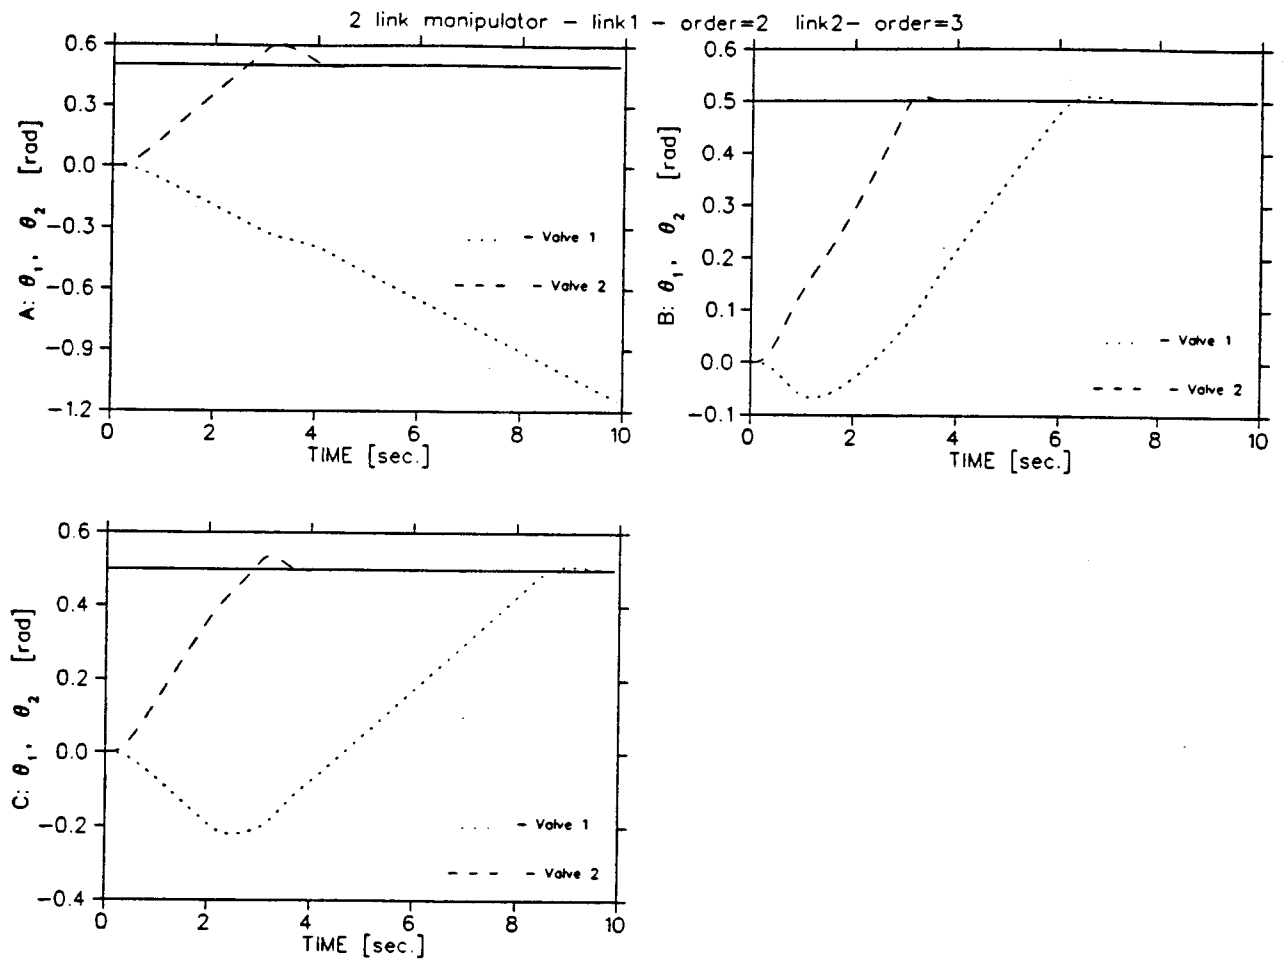 2 link manipulator – link1 – order=2 link2– order=3
A: θ₁, θ₂ [rad]
0.6
0.3
0.0
−0.3
−0.6
−0.9
−1.2
0 2 4 6 8 10
TIME [sec.]
– Valve 1
– Valve 2
B: θ₁, θ₂ [rad]
0.6
0.5
0.4
0.3
0.2
0.1
0.0
−0.1
0 2 4 6 8 10
TIME [sec.]
– Valve 1
– Valve 2
C: θ₁, θ₂ [rad]
0.6
0.4
0.2
0.0
−0.2
−0.4
0 2 4 6 8 10
TIME [sec.]
– Valve 1
– Valve 2